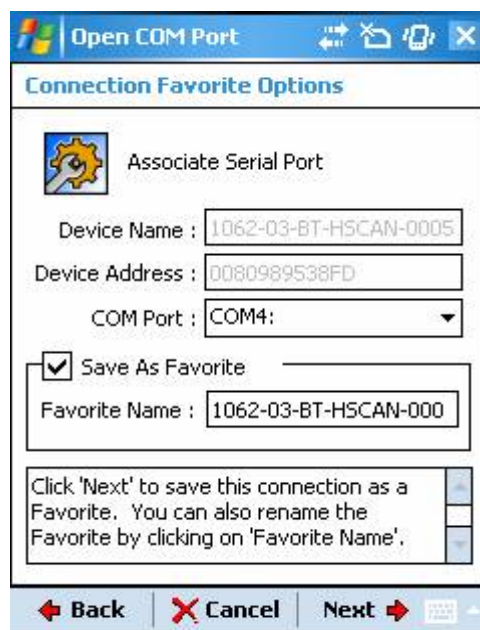 Open COM Port
Connection Favorite Options
Associate Serial Port
Device Name : 1062-03-BT-HSCAN-0005
Device Address : 0080989538FD
COM Port : COM4:
Save As Favorite
Favorite Name : 1062-03-BT-HSCAN-000
Click 'Next' to save this connection as a
Favorite. You can also rename the
Favorite by clicking on 'Favorite Name'.
Back Cancel Next